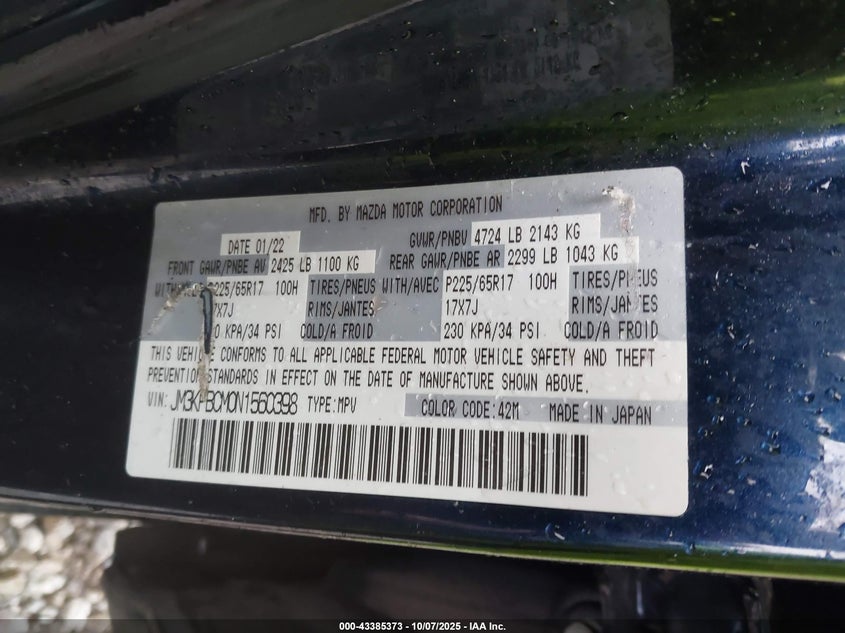 MFD. BY MAZDA MOTOR CORPORATION
DATE 01/22 GVWR/PNBV 4724 LB 2143 KG
FRONT GAWR/PNBE AV 2425 LB 1100 KG REAR GAWR/PNBE AR 2299 LB 1043 KG
P225/65R17 100H TIRES/PNEUS WITH/AVEC P225/65R17 100H
17X7J RIMS/JANTES 17X7J RIMS/JANTES
KPA/34 PSI COLD/A FROID 230 KPA/34 PSI COLD/A FROID
THIS VEHICLE CONFORMS TO ALL APPLICABLE FEDERAL MOTOR VEHICLE SAFETY AND THEFT
PREVENTION STANDARDS IN EFFECT ON THE DATE OF MANUFACTURE SHOWN ABOVE.
VIN: TYPE:MPV COLOR CODE:42M MADE IN JAPAN
000-43385373 - 10/07/2025 - IAA Inc.